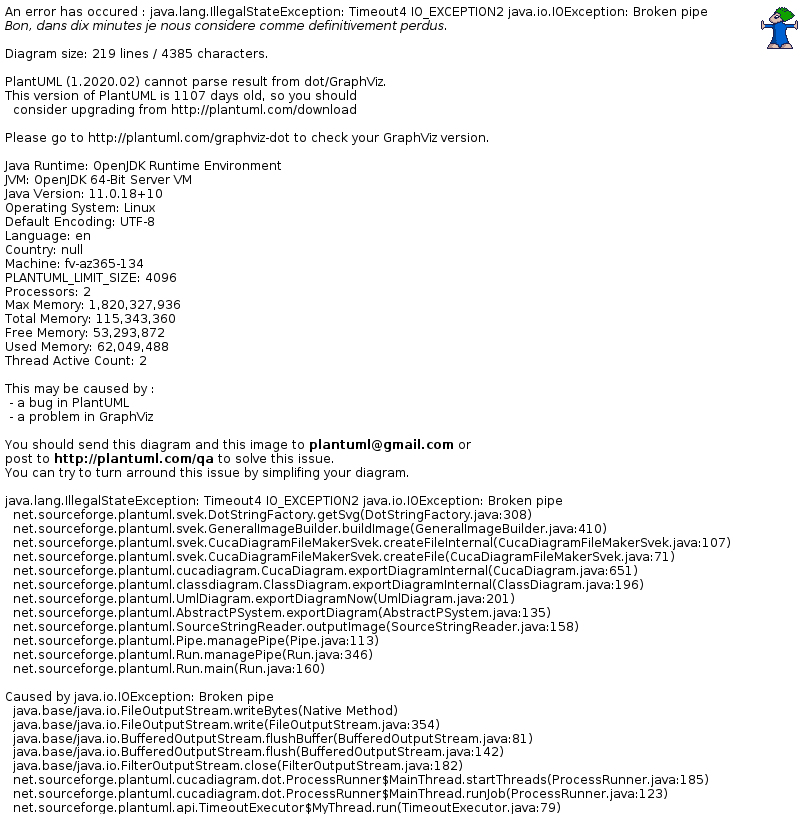 An error has occured : java.lang.IllegalStateException: Timeout4 IO_EXCEPTION2 java.io.IOException: Broken pipe
Bon, dans dix minutes je nous considere comme definitivement perdus.
Diagram size: 219 lines / 4385 characters.
PlantUML (1.2020.02) cannot parse result from dot/GraphViz.
This version of PlantUML is 1107 days old, so you should
consider upgrading from http://plantuml.com/download
Please go to http://plantuml.com/graphviz-dot to check your GraphViz version.
Java Runtime: OpenJDK Runtime Environment
JVM: OpenJDK 64-Bit Server VM
Java Version: 11.0.18+10
Operating System: Linux
Default Encoding: UTF-8
Language: en
Country: null
Machine: fv-az365-134
PLANTUML_LIMIT_SIZE: 4096
Processors: 2
Max Memory: 1,820,327,936
Total Memory: 115,343,360
Free Memory: 53,293,872
Used Memory: 62,049,488
Thread Active Count: 2
This may be caused by :
- a bug in PlantUML
- a problem in GraphViz
You should send this diagram and this image to plantuml@gmail.com or
post to http://plantuml.com/qa to solve this issue.
You can try to turn arround this issue by simplifing your diagram.
java.lang.IllegalStateException: Timeout4 IO_EXCEPTION2 java.io.IOException: Broken pipe
net.sourceforge.plantuml.svek.DotStringFactory.getSvg(DotStringFactory.java:308)
net.sourceforge.plantuml.svek.GeneralImageBuilder.buildImage(GeneralImageBuilder.java:410)
net.sourceforge.plantuml.svek.CucaDiagramFileMakerSvek.createFileInternal(CucaDiagramFileMakerSvek.java:107)
net.sourceforge.plantuml.svek.CucaDiagramFileMakerSvek.createFile(CucaDiagramFileMakerSvek.java:71)
net.sourceforge.plantuml.cucadiagram.CucaDiagram.exportDiagramInternal(CucaDiagram.java:651)
net.sourceforge.plantuml.classdiagram.ClassDiagram.exportDiagramInternal(ClassDiagram.java:196)
net.sourceforge.plantuml.UmlDiagram.exportDiagramNow(UmlDiagram.java:201)
net.sourceforge.plantuml.AbstractPSystem.exportDiagram(AbstractPSystem.java:135)
net.sourceforge.plantuml.SourceStringReader.outputImage(SourceStringReader.java:158)
net.sourceforge.plantuml.Pipe.managePipe(Pipe.java:113)
net.sourceforge.plantuml.Run.managePipe(Run.java:346)
net.sourceforge.plantuml.Run.main(Run.java:160)
Caused by java.io.IOException: Broken pipe
java.base/java.io.FileOutputStream.writeBytes(Native Method)
java.base/java.io.FileOutputStream.write(FileOutputStream.java:354)
java.base/java.io.BufferedOutputStream.flushBuffer(BufferedOutputStream.java:81)
java.base/java.io.BufferedOutputStream.flush(BufferedOutputStream.java:142)
java.base/java.io.FilterOutputStream.close(FilterOutputStream.java:182)
net.sourceforge.plantuml.cucadiagram.dot.ProcessRunner$MainThread.startThreads(ProcessRunner.java:185)
net.sourceforge.plantuml.cucadiagram.dot.ProcessRunner$MainThread.runJob(ProcessRunner.java:123)
net.sourceforge.plantuml.api.TimeoutExecutor$MyThread.run(TimeoutExecutor.java:79)